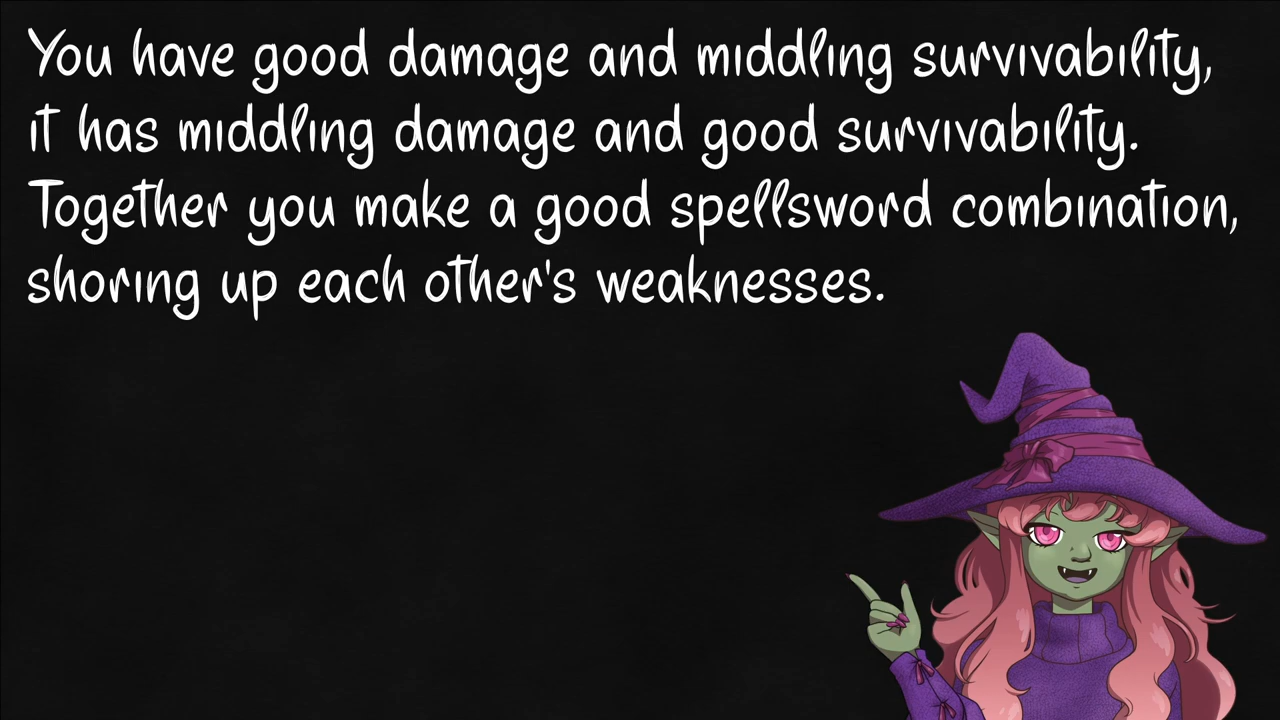 You have good damage and middling survivability,
it has middling damage and good survivability.
Together you make a good spellsword combination,
shoring up each other's weaknesses.